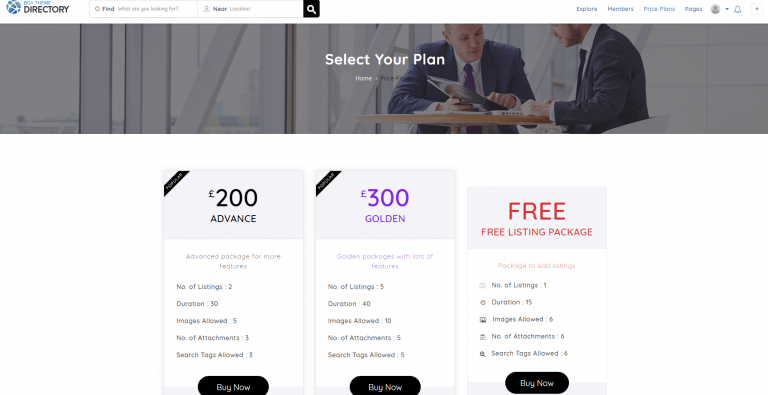 BOX THEME
DIRECTORY
Find What are you looking for?
Near Location
Explore Members Price Plans Pages
Select Your Plan
Home Price Plans
POPULAR
£200
ADVANCE
Advanced package for more
features
No. of Listings : 2
Duration : 30
Images Allowed : 5
No. of Attachments : 3
Search Tags Allowed : 3
Buy Now
POPULAR
£300
GOLDEN
Golden packages with lots of
features
No. of Listings : 5
Duration : 40
Images Allowed : 10
No. of Attachments : 5
Search Tags Allowed : 5
Buy Now
FREE
FREE LISTING PACKAGE
Package to add listings
No. of Listings : 1
Duration : 15
Images Allowed : 6
No. of Attachments : 6
Search Tags Allowed : 6
Buy Now